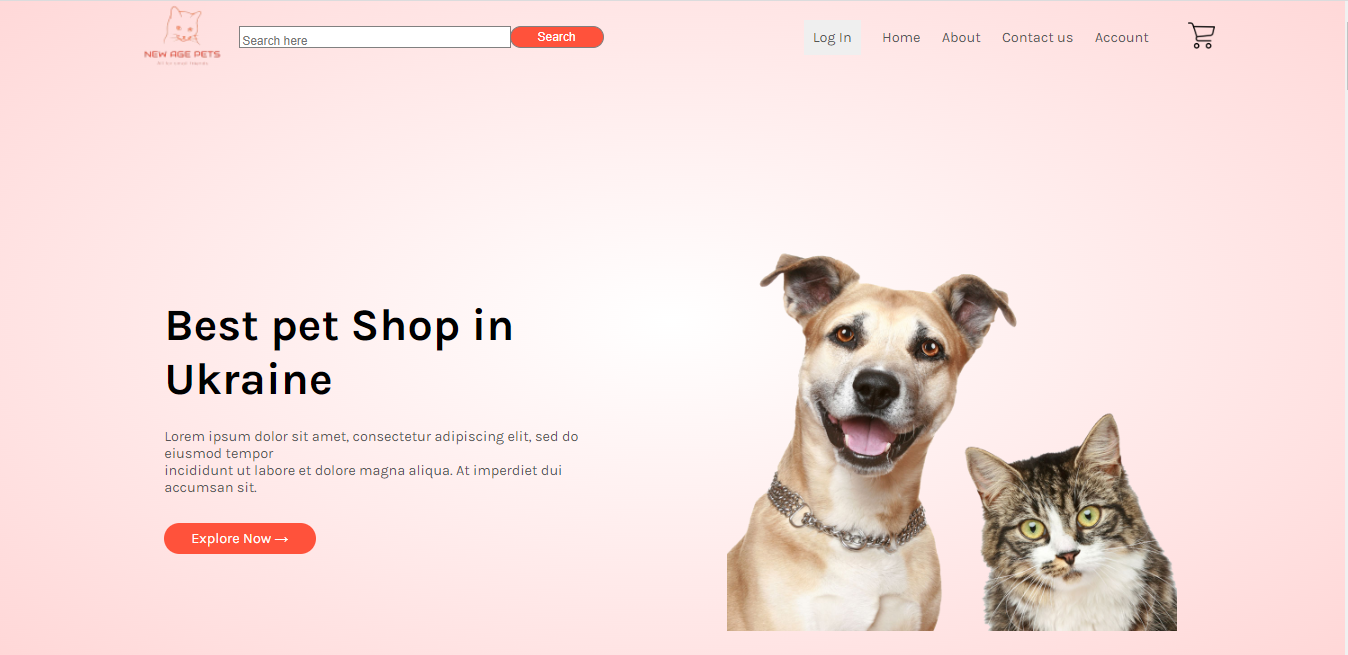 NEW AGE PETS
Search here
Search
Log In
Home
About
Contact us
Account
Best pet Shop in
Ukraine
Lorem ipsum dolor sit amet, consectetur adipiscing elit, sed do
eiusmod tempor
incididunt ut labore et dolore magna aliqua. At imperdiet dui
accumsan sit.
Explore Now →